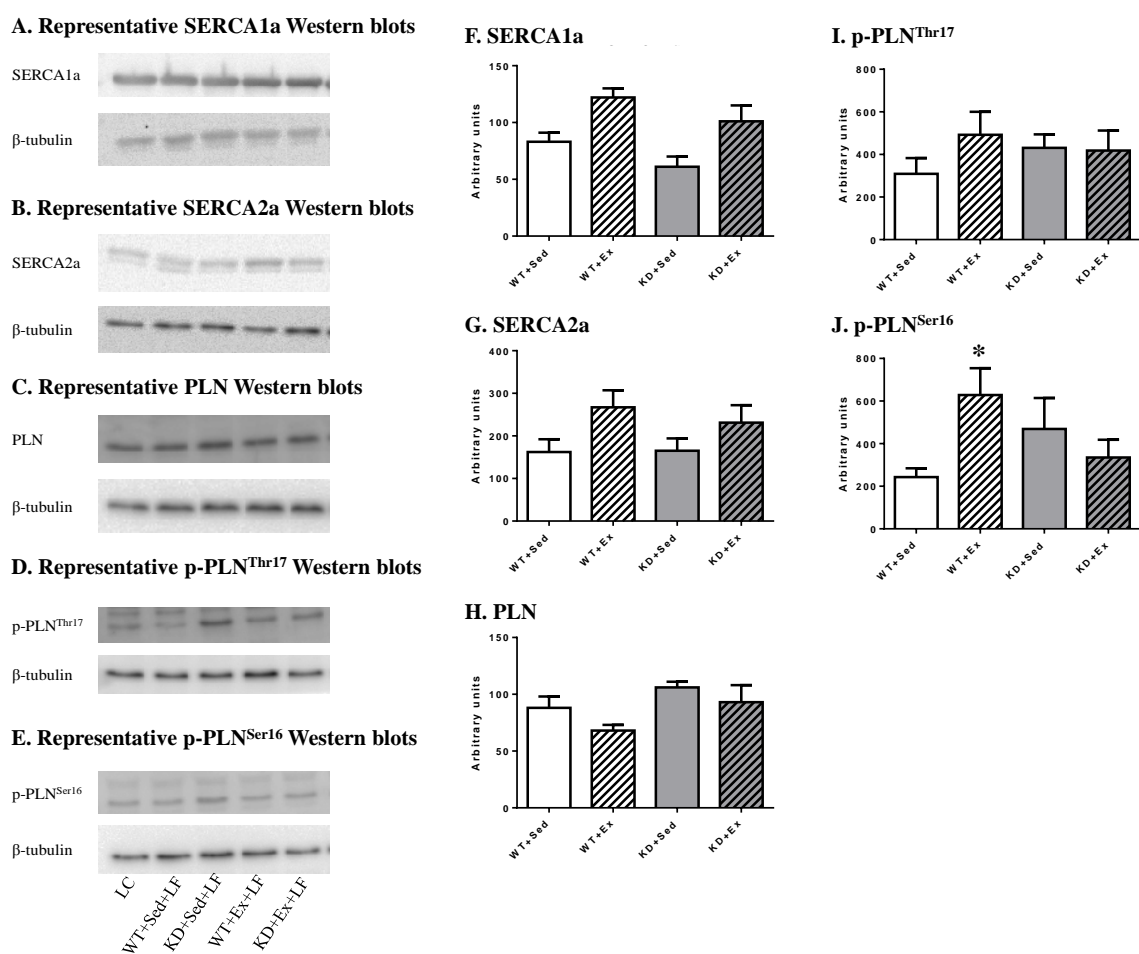 A. Representative SERCA1a Western blots
SERCA1a
β-tubulin
B. Representative SERCA2a Western blots
SERCA2a
β-tubulin
C. Representative PLN Western blots
PLN
β-tubulin
D. Representative p-PLNThr17 Western blots
p-PLNThr17
β-tubulin
E. Representative p-PLNSer16 Western blots
p-PLNSer16
β-tubulin
LC
WT+Sed+LF
KD+Sed+LF
WT+Ex+LF
KD+Ex+LF
F. SERCA1a
Arbitrary units
150
100
50
0
WT+Sed
WT+Ex
KD+Sed
KD+Ex
G. SERCA2a
Arbitrary units
400
300
200
100
0
WT+Sed
WT+Ex
KD+Sed
KD+Ex
H. PLN
Arbitrary units
150
100
50
0
WT+Sed
WT+Ex
KD+Sed
KD+Ex
I. p-PLNThr17
Arbitrary units
800
600
400
200
0
WT+Sed
WT+Ex
KD+Sed
KD+Ex
J. p-PLNSer16
Arbitrary units
800
600
400
200
0
*
WT+Sed
WT+Ex
KD+Sed
KD+Ex